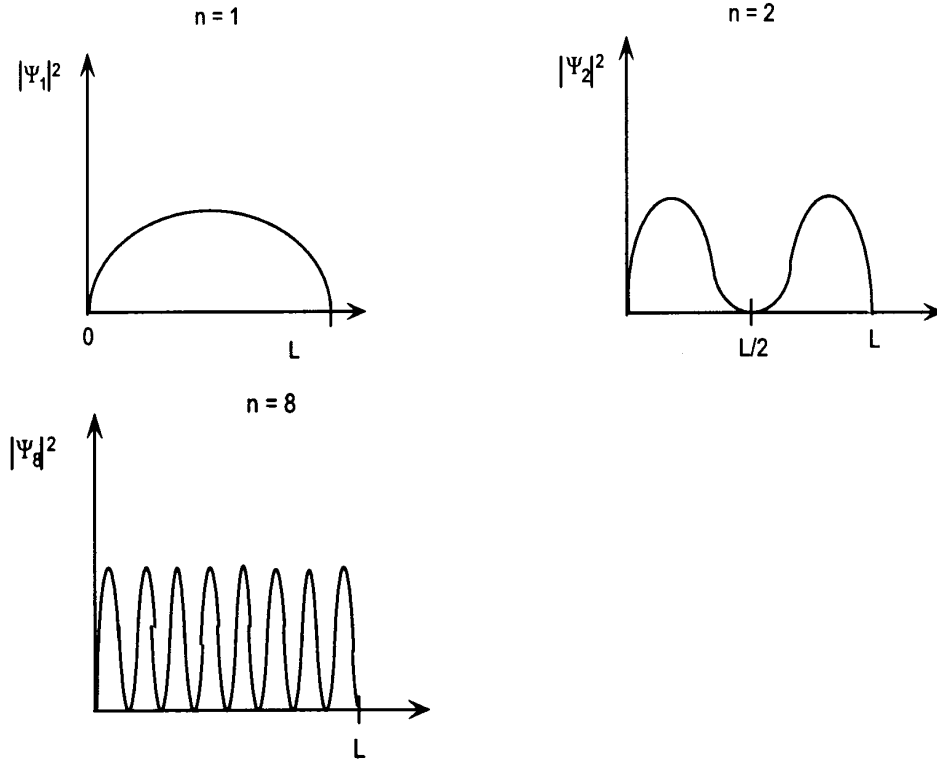 n = 1
|Ψ₁|²
0
L
n = 2
|Ψ₂|²
L/2
L
n = 8
|Ψ₈|²
L